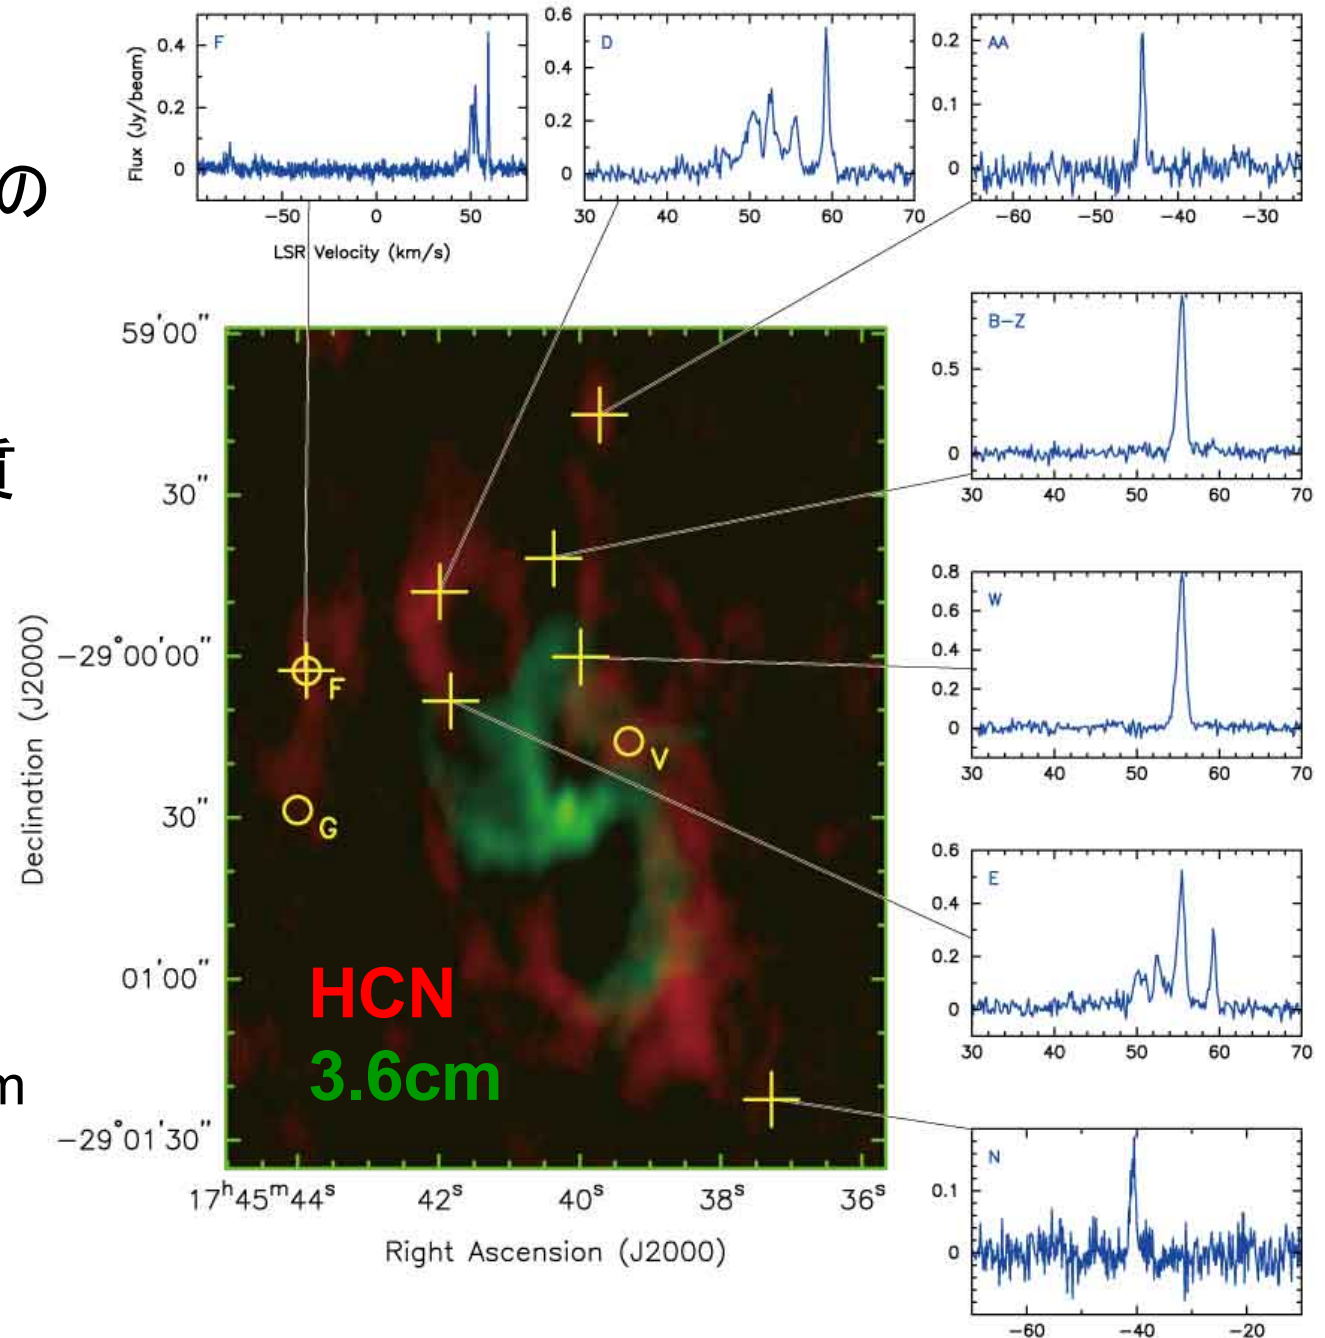 の
質
m
F
Flux (Jy/beam)
0.4
0.2
0
−50
0
50
LSR Velocity (km/s)
D
0.6
0.4
0.2
0
30
40
50
60
70
AA
0.2
0.1
0
−60
−50
−40
−30
B−Z
0.5
0
30
40
50
60
70
W
0.8
0.6
0.4
0.2
0
30
40
50
60
70
E
0.6
0.4
0.2
0
30
40
50
60
70
N
0.1
0
−60
−40
−20
59'00"
30"
−29°00'00"
30"
01'00"
−29°01'30"
Declination (J2000)
F
G
V
HCN
3.6cm
17ʰ45ᵐ44ˢ
42ˢ
40ˢ
38ˢ
36ˢ
Right Ascension (J2000)